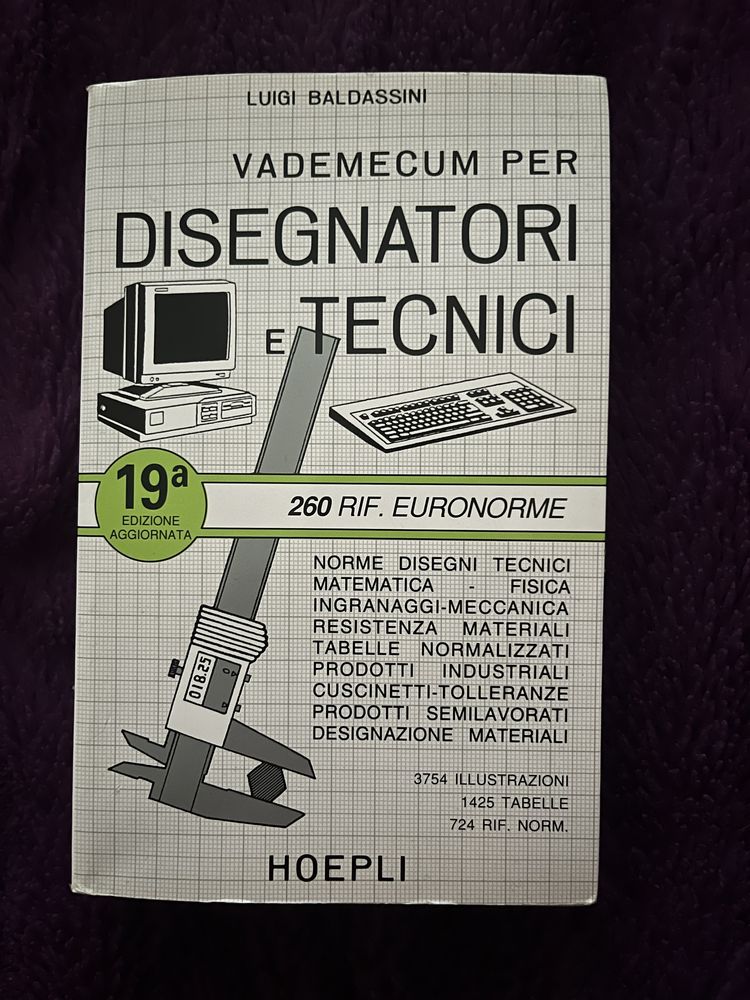 LUIGI BALDASSINI
VADEMECUM PER
DISEGNATORI
E TECNICI
19ª
EDIZIONE
AGGIORNATA
260 RIF. EURONORME
NORME DISEGNI TECNICI
MATEMATICA - FISICA
INGRANAGGI-MECCANICA
RESISTENZA MATERIALI
TABELLE NORMALIZZATI
PRODOTTI INDUSTRIALI
CUSCINETTI-TOLLERANZE
PRODOTTI SEMILAVORATI
DESIGNAZIONE MATERIALI
018.25
3754 ILLUSTRAZIONI
1425 TABELLE
724 RIF. NORM.
HOEPLI